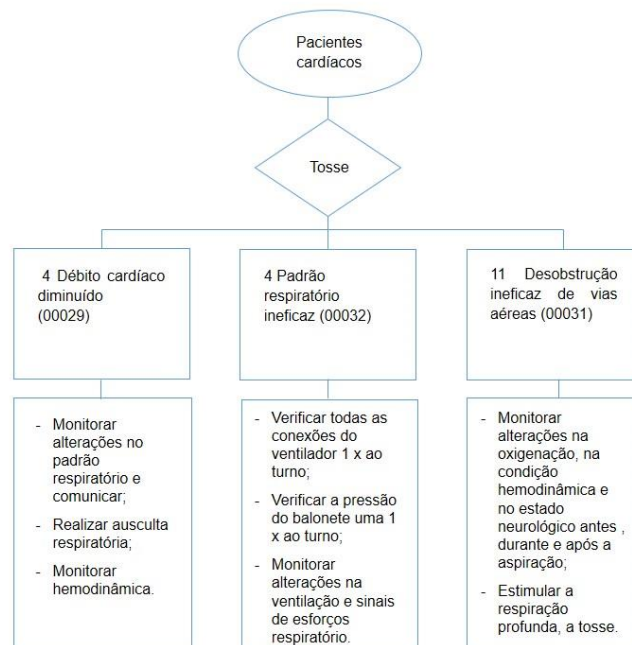 Pacientes
cardíacos
Tosse
4 Débito cardíaco
diminuído
(00029)
4 Padrão
respiratório
ineficaz (00032)
11 Desobstrução
ineficaz de vias
aéreas (00031)
- Monitorar
alterações no
padrão
respiratório e
comunicar;
- Realizar ausculta
respiratória;
- Monitorar
hemodinâmica.
- Verificar todas as
conexões do
ventilador 1 x ao
turno;
- Verificar a pressão
do balonete uma 1
x ao turno;
- Monitorar
alterações na
ventilação e sinais
de esforços
respiratório.
- Monitorar
alterações na
oxigenação, na
condição
hemodinâmica e
no estado
neurológico antes ,
durante e após a
aspiração;
- Estimular a
respiração
profunda, a tosse.